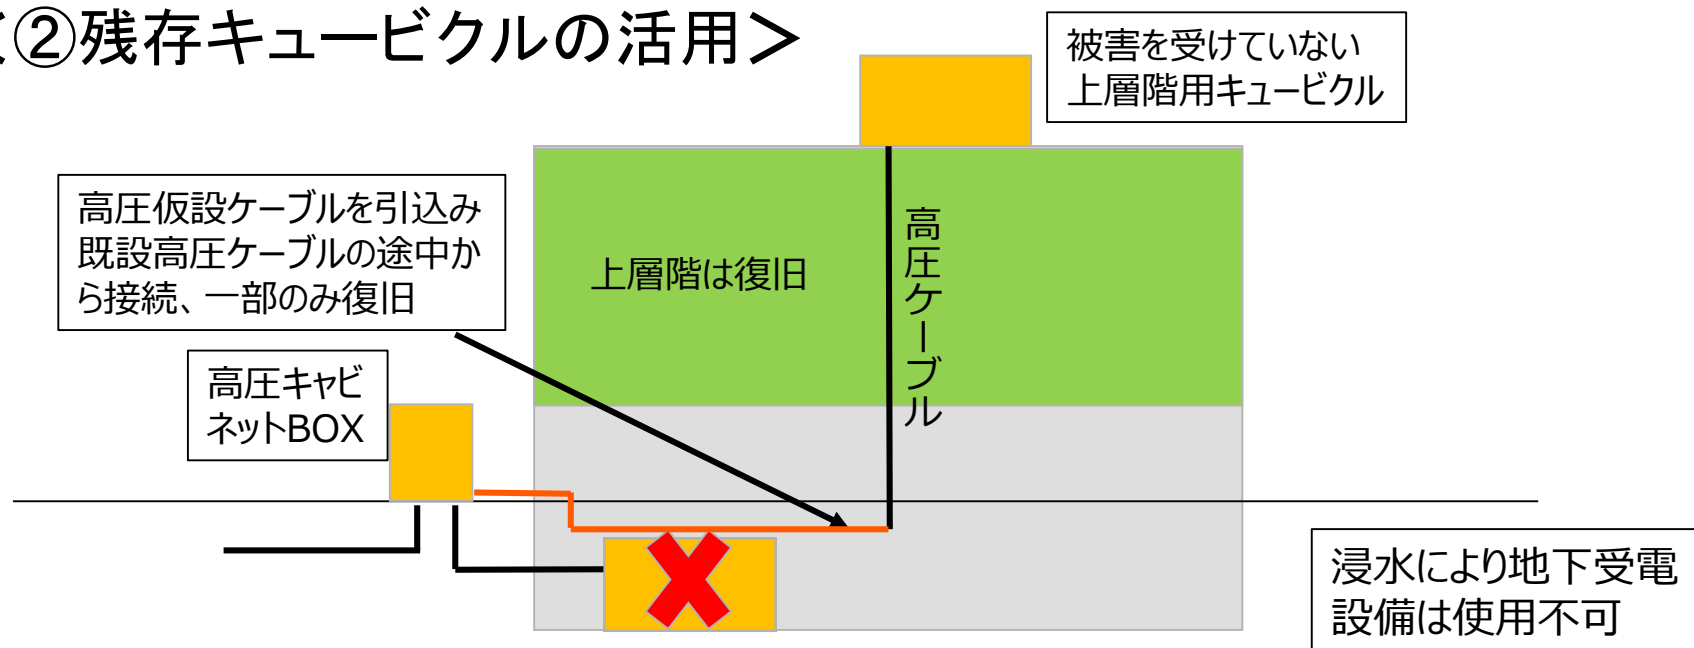 <②残存キュービクルの活用＞
被害を受けていない
上層階用キュービクル
高圧仮設ケーブルを引込み
既設高圧ケーブルの途中か
ら接続、一部のみ復旧
上層階は復旧
高圧ケーブル
高圧キャビ
ネットBOX
浸水により地下受電
設備は使用不可